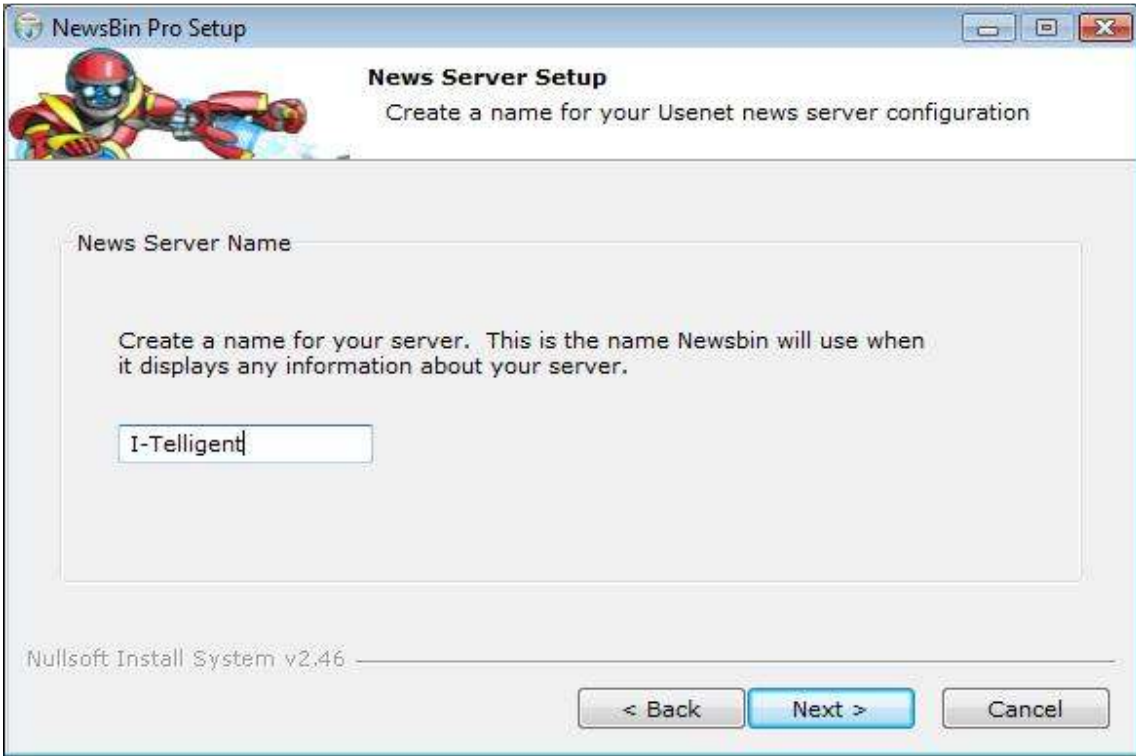 NewsBin Pro Setup
News Server Setup
Create a name for your Usenet news server configuration
News Server Name
Create a name for your server.  This is the name Newsbin will use when
it displays any information about your server.
I-Telligent
Nullsoft Install System v2.46
< Back
Next >
Cancel